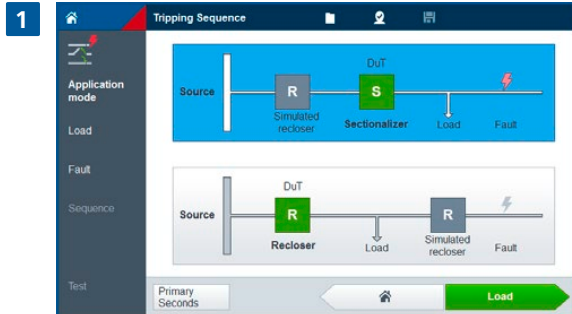 1
Tripping Sequence
Application
mode
Load
Fault
Sequence
Test
DuT
Source
R
S
Simulated
recloser
Sectionalizer
Load
Fault
DuT
Source
R
R
Recloser
Load
Simulated
recloser
Fault
Primary
Seconds
Load